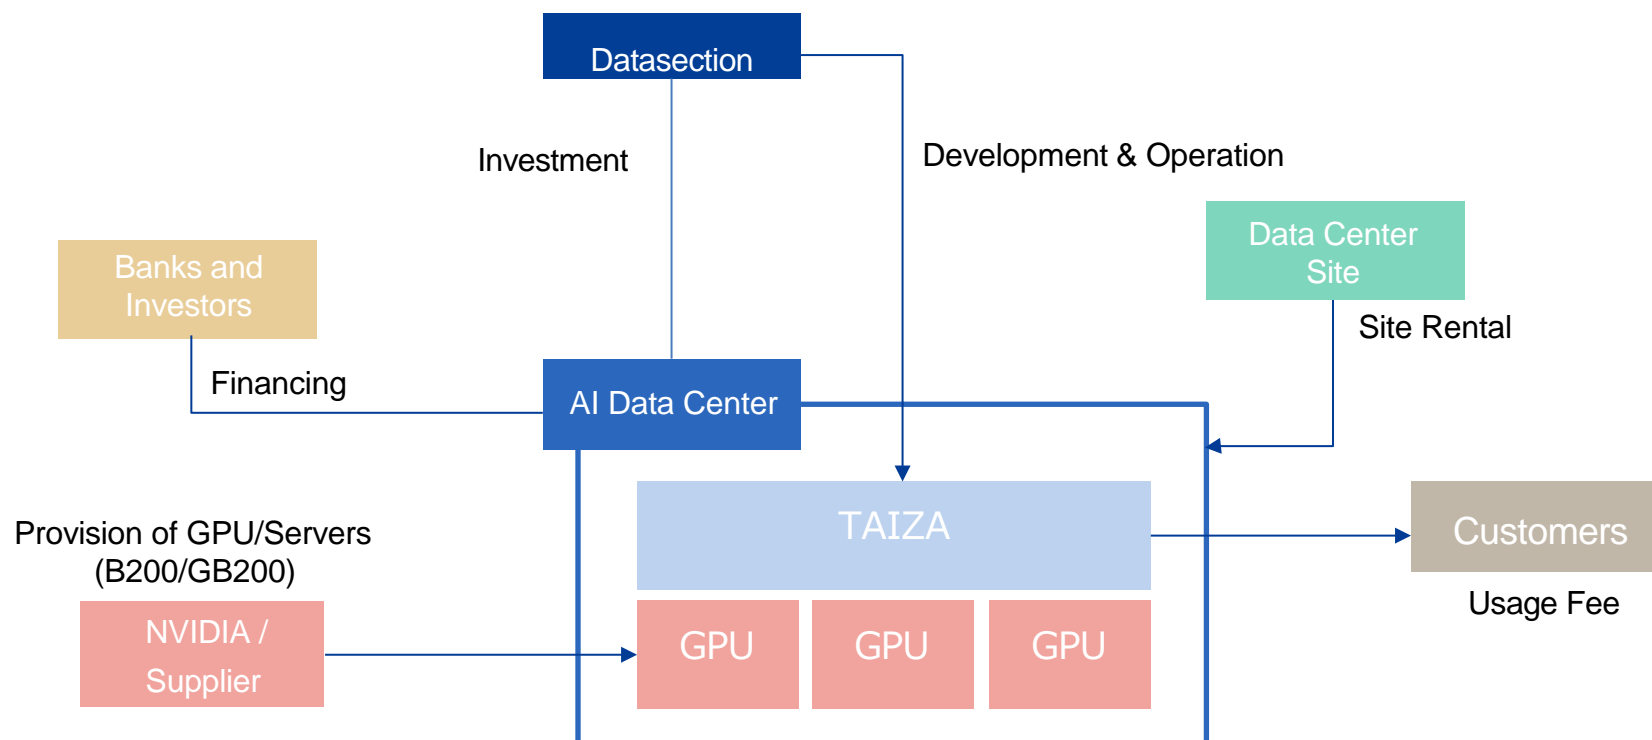 Datasection
Investment
Development & Operation
Data Center
Site
Banks and
Investors
Site Rental
Financing
AI Data Center
TAIZA
Customers
Provision of GPU/Servers
(B200/GB200)
Usage Fee
NVIDIA /
Supplier
GPU
GPU
GPU